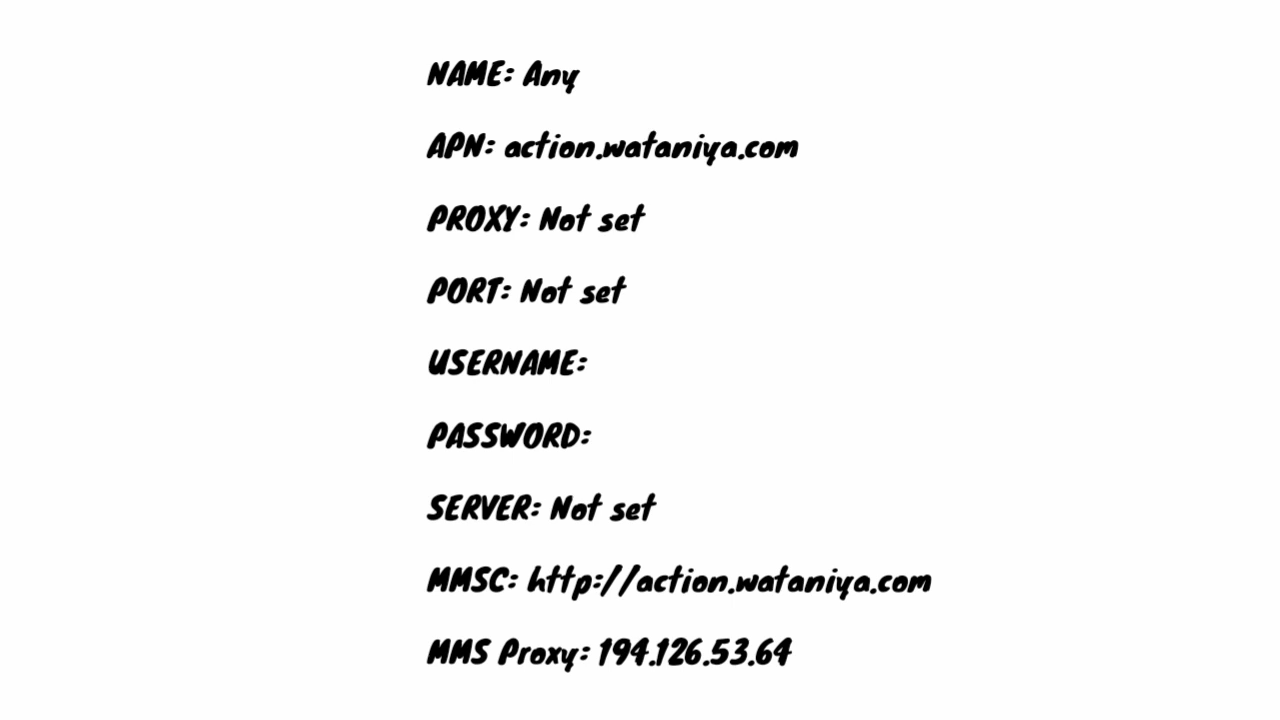 NAME: Any
APN: action.wataniya.com
PROXY: Not set
PORT: Not set
USERNAME:
PASSWORD:
SERVER: Not set
MMSC: http://action.wataniya.com
MMS Proxy: 194.126.53.64